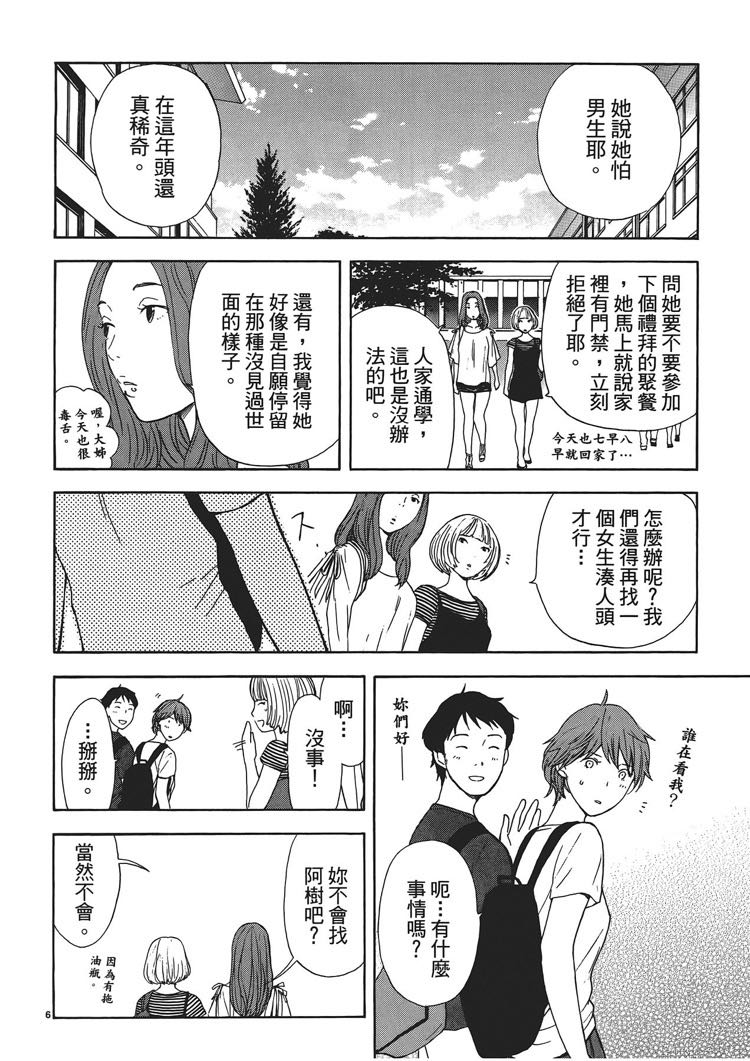 她說她怕
男生耶。
在這年頭還
真稀奇。
問她要不要參加
下個禮拜的聚餐
，她馬上就說家
裡有門禁，立刻
拒絕了耶。
今天也七早八
早就回家了…
人家通學，
這也是沒辦
法的吧。
還有，我覺得她
好像是自願停留
在那種沒見過世
面的樣子。
喔，大姊
今天也很
毒舌。
怎麼辦呢？我
們還得再找一
個女生湊人頭
才行…
ス
誰在看我？
妳們好——
呃…有什麼
事情嗎？
啊…
沒事！
…掰掰。
妳不會找
阿樹吧？
當然不會。
因為有拖
油瓶。
6